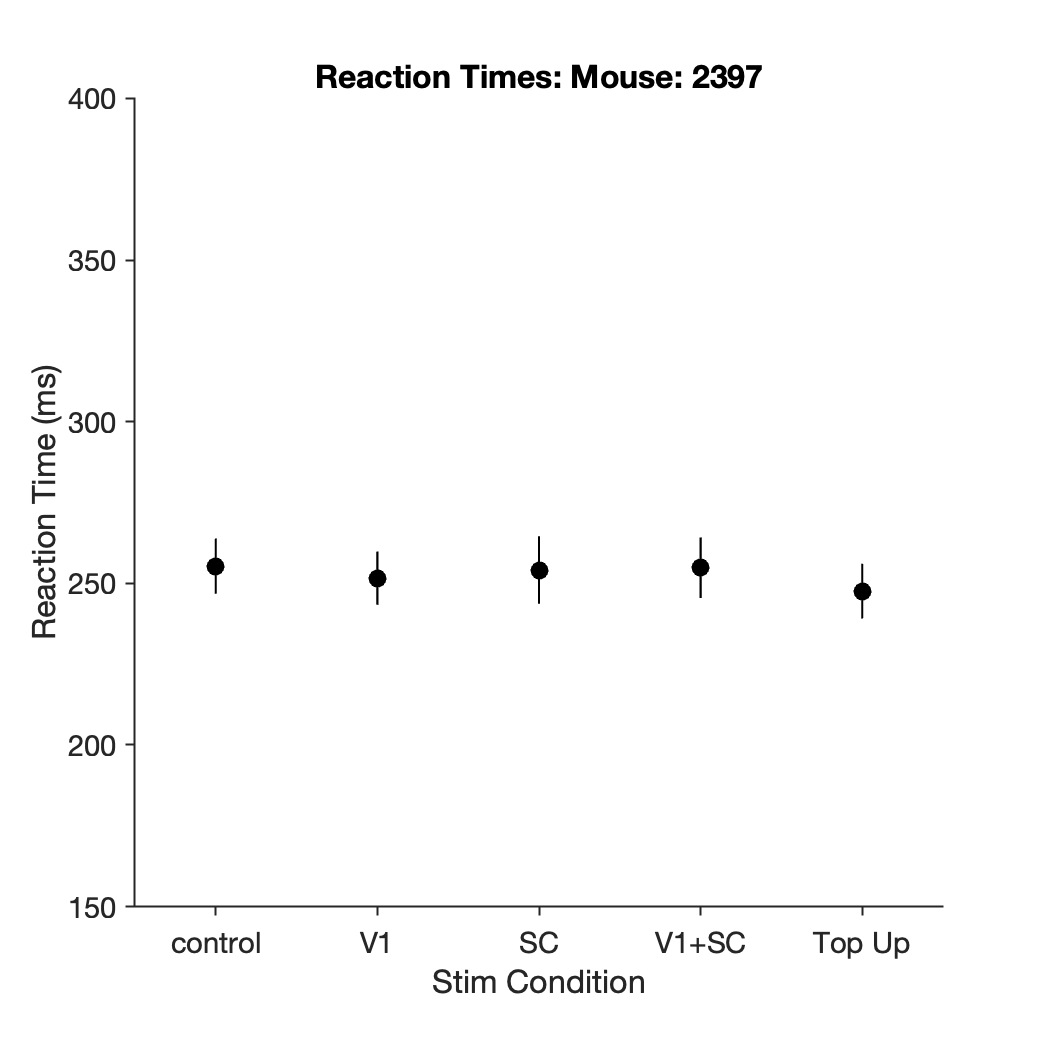 Reaction Times: Mouse: 2397
400
350
300
250
200
150
Reaction Time (ms)
control V1 SC V1+SC Top Up
Stim Condition